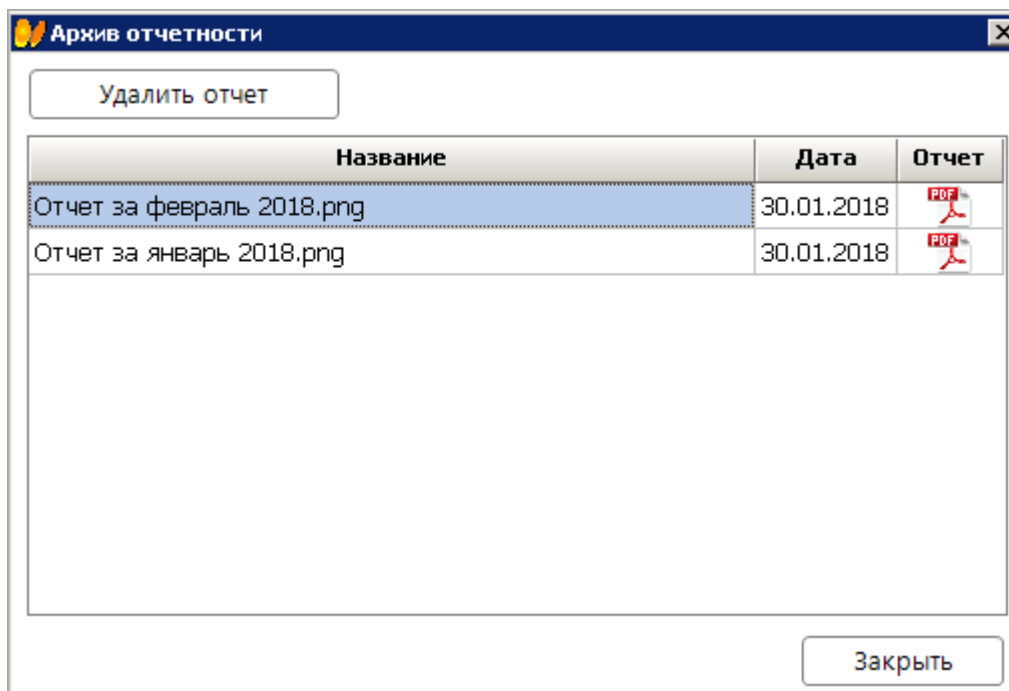 Архив отчетности
Удалить отчет
Название Дата Отчет
Отчет за февраль 2018.png 30.01.2018 PDF
Отчет за январь 2018.png 30.01.2018 PDF
Закрыть